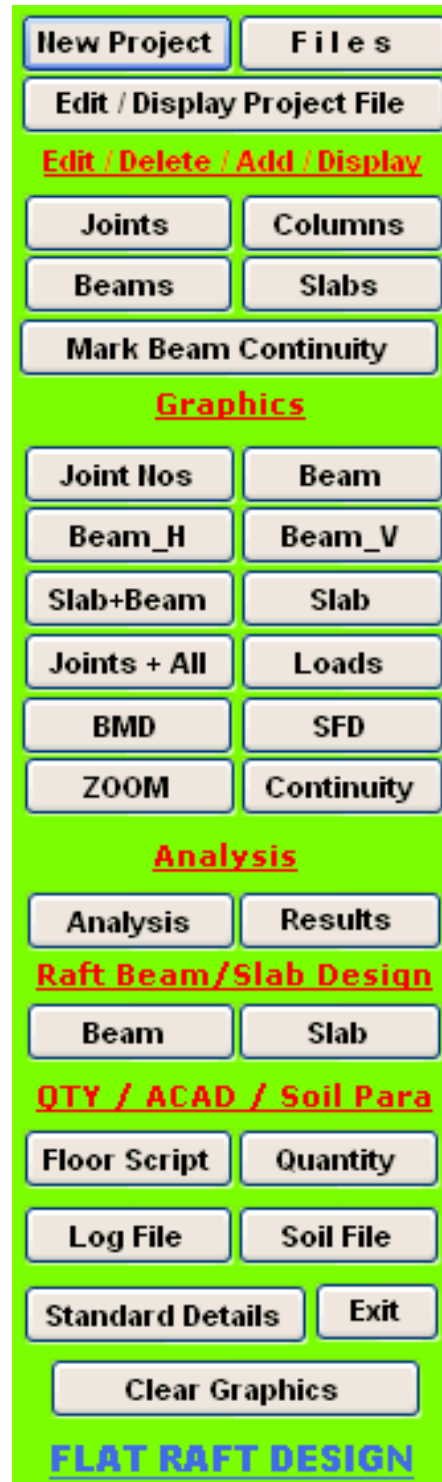 New Project F i l e s
Edit / Display Project File
Edit / Delete / Add / Display
Joints Columns
Beams Slabs
Mark Beam Continuity
Graphics
Joint Nos Beam
Beam_H Beam_V
Slab+Beam Slab
Joints + All Loads
BMD SFD
ZOOM Continuity
Analysis
Analysis Results
Raft Beam/Slab Design
Beam Slab
QTY / ACAD / Soil Para
Floor Script Quantity
Log File Soil File
Standard Details Exit
Clear Graphics
FLAT RAFT DESIGN